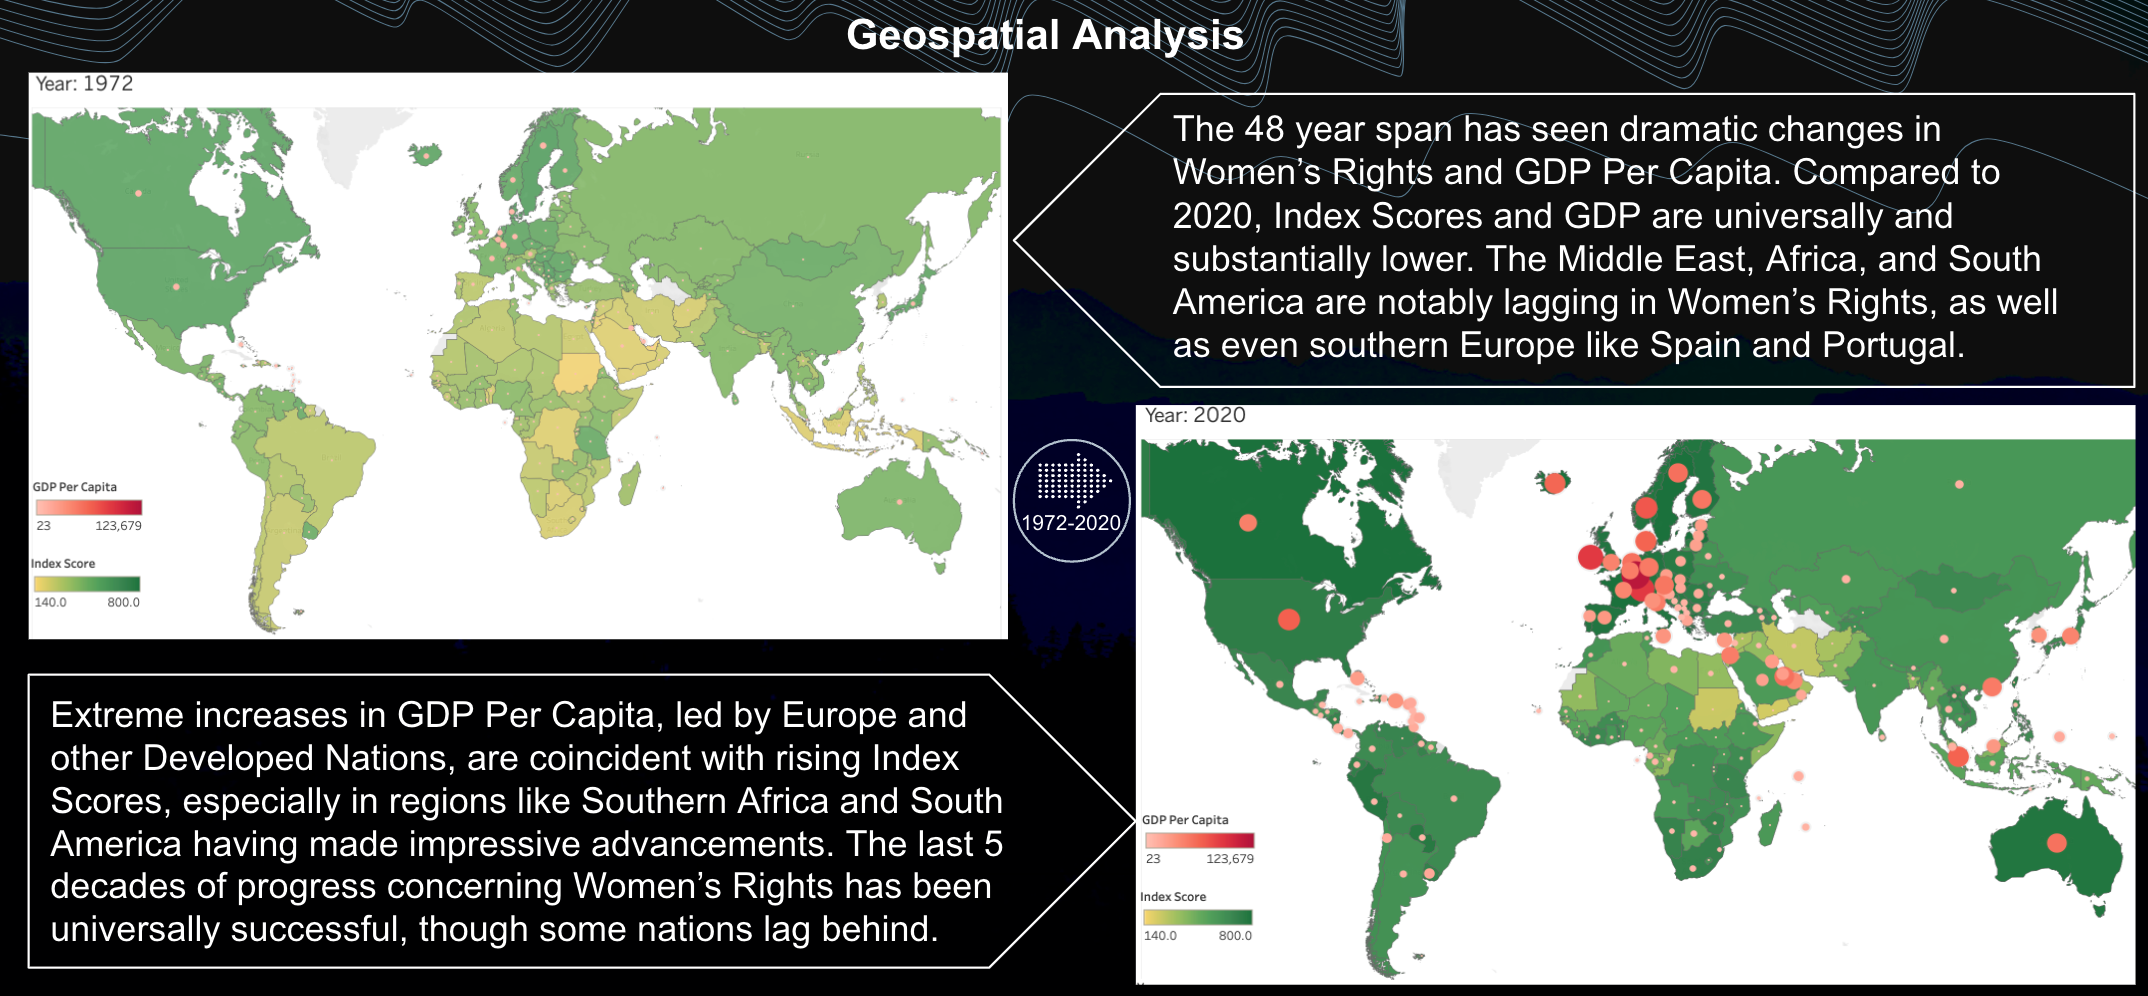 Geospatial Analysis
Year: 1972
GDP Per Capita
23 123,679
Index Score
140.0 800.0
The 48 year span has seen dramatic changes in
Women’s Rights and GDP Per Capita. Compared to
2020, Index Scores and GDP are universally and
substantially lower. The Middle East, Africa, and South
America are notably lagging in Women’s Rights, as well
as even southern Europe like Spain and Portugal.
1972-2020
Extreme increases in GDP Per Capita, led by Europe and
other Developed Nations, are coincident with rising Index
Scores, especially in regions like Southern Africa and South
America having made impressive advancements. The last 5
decades of progress concerning Women’s Rights has been
universally successful, though some nations lag behind.
Year: 2020
GDP Per Capita
23 123,679
Index Score
140.0 800.0